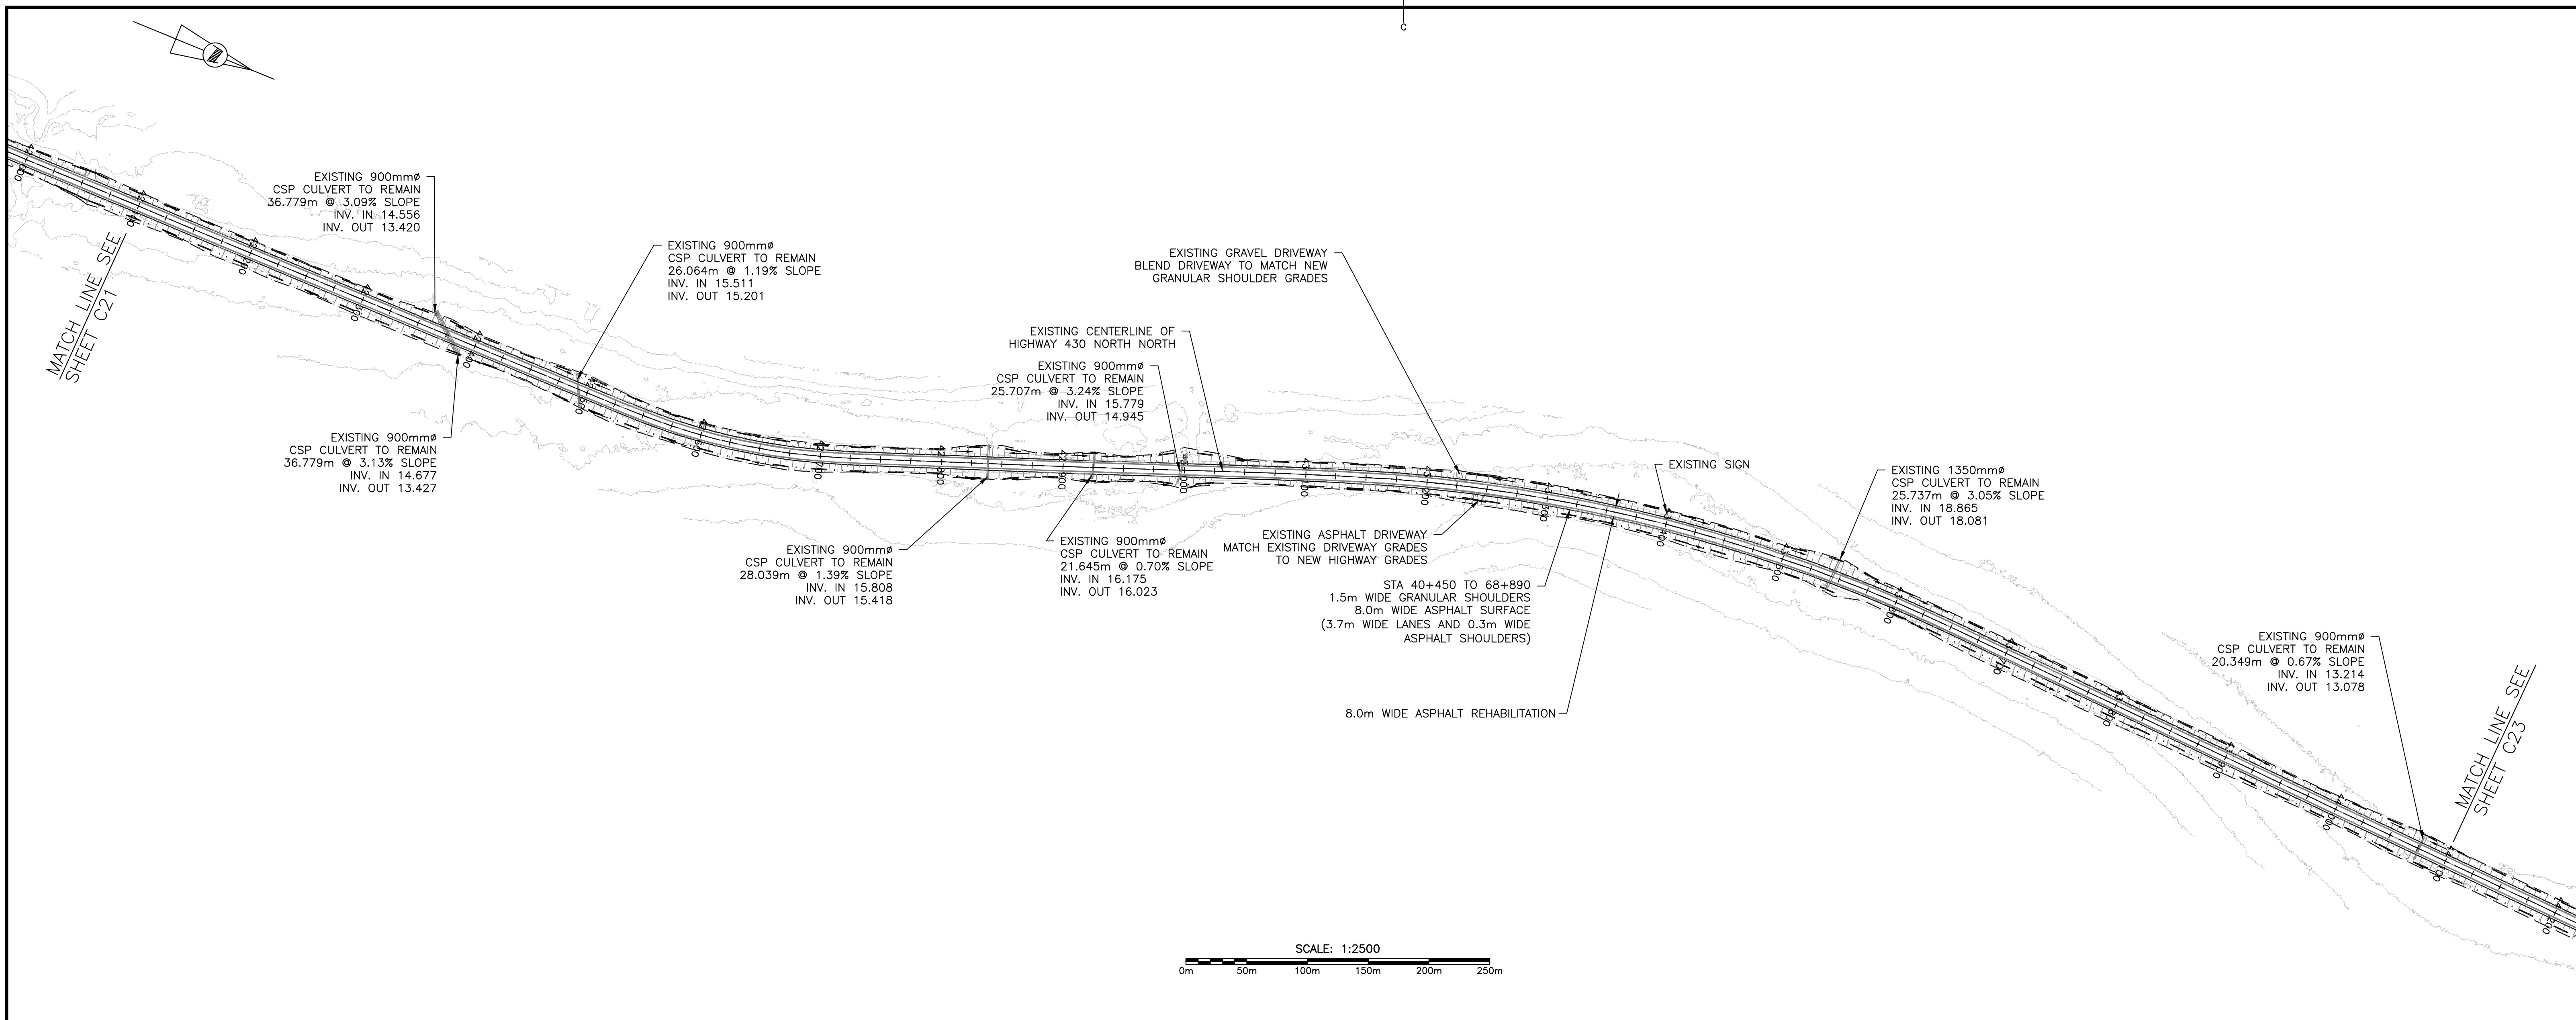 C
EXISTING 900mmø
CSP CULVERT TO REMAIN
36.779m @ 3.09% SLOPE
INV. IN 14.556
INV. OUT 13.420
MATCH LINE SEE
SHEET C21
EXISTING 900mmø
CSP CULVERT TO REMAIN
26.064m @ 1.19% SLOPE
INV. IN 15.511
INV. OUT 15.201
EXISTING GRAVEL DRIVEWAY
BLEND DRIVEWAY TO MATCH NEW
GRANULAR SHOULDER GRADES
EXISTING CENTERLINE OF
HIGHWAY 430 NORTH NORTH
EXISTING 900mmø
CSP CULVERT TO REMAIN
25.707m @ 3.24% SLOPE
INV. IN 15.779
INV. OUT 14.945
EXISTING 900mmø
CSP CULVERT TO REMAIN
36.779m @ 3.13% SLOPE
INV. IN 14.677
INV. OUT 13.427
EXISTING SIGN
EXISTING 1350mmø
CSP CULVERT TO REMAIN
25.737m @ 3.05% SLOPE
INV. IN 18.865
INV. OUT 18.081
EXISTING 900mmø
CSP CULVERT TO REMAIN
28.039m @ 1.39% SLOPE
INV. IN 15.808
INV. OUT 15.418
EXISTING 900mmø
CSP CULVERT TO REMAIN
21.645m @ 0.70% SLOPE
INV. IN 16.175
INV. OUT 16.023
EXISTING ASPHALT DRIVEWAY
MATCH EXISTING DRIVEWAY GRADES
TO NEW HIGHWAY GRADES
STA 40+450 TO 68+890
1.5m WIDE GRANULAR SHOULDERS
8.0m WIDE ASPHALT SURFACE
(3.7m WIDE LANES AND 0.3m WIDE
ASPHALT SHOULDERS)
8.0m WIDE ASPHALT REHABILITATION
EXISTING 900mmø
CSP CULVERT TO REMAIN
20.349m @ 0.67% SLOPE
INV. IN 13.214
INV. OUT 13.078
MATCH LINE SEE
SHEET C23
SCALE: 1:2500
0m 50m 100m 150m 200m 250m